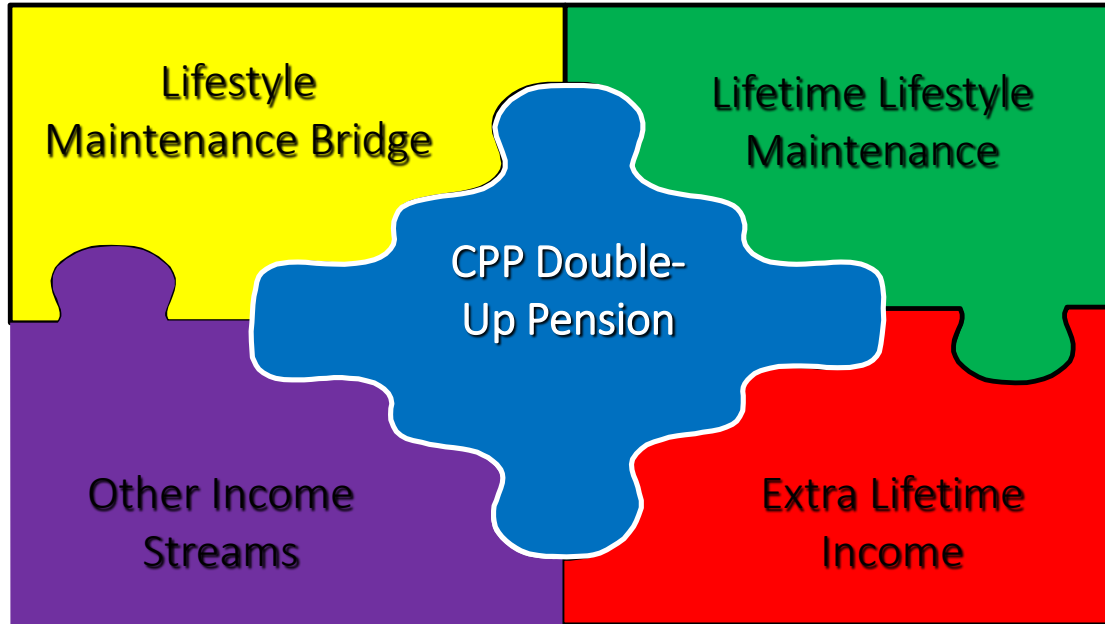 Lifestyle
Maintenance Bridge
Lifetime Lifestyle
Maintenance
CPP Double-
Up Pension
Other Income
Streams
Extra Lifetime
Income